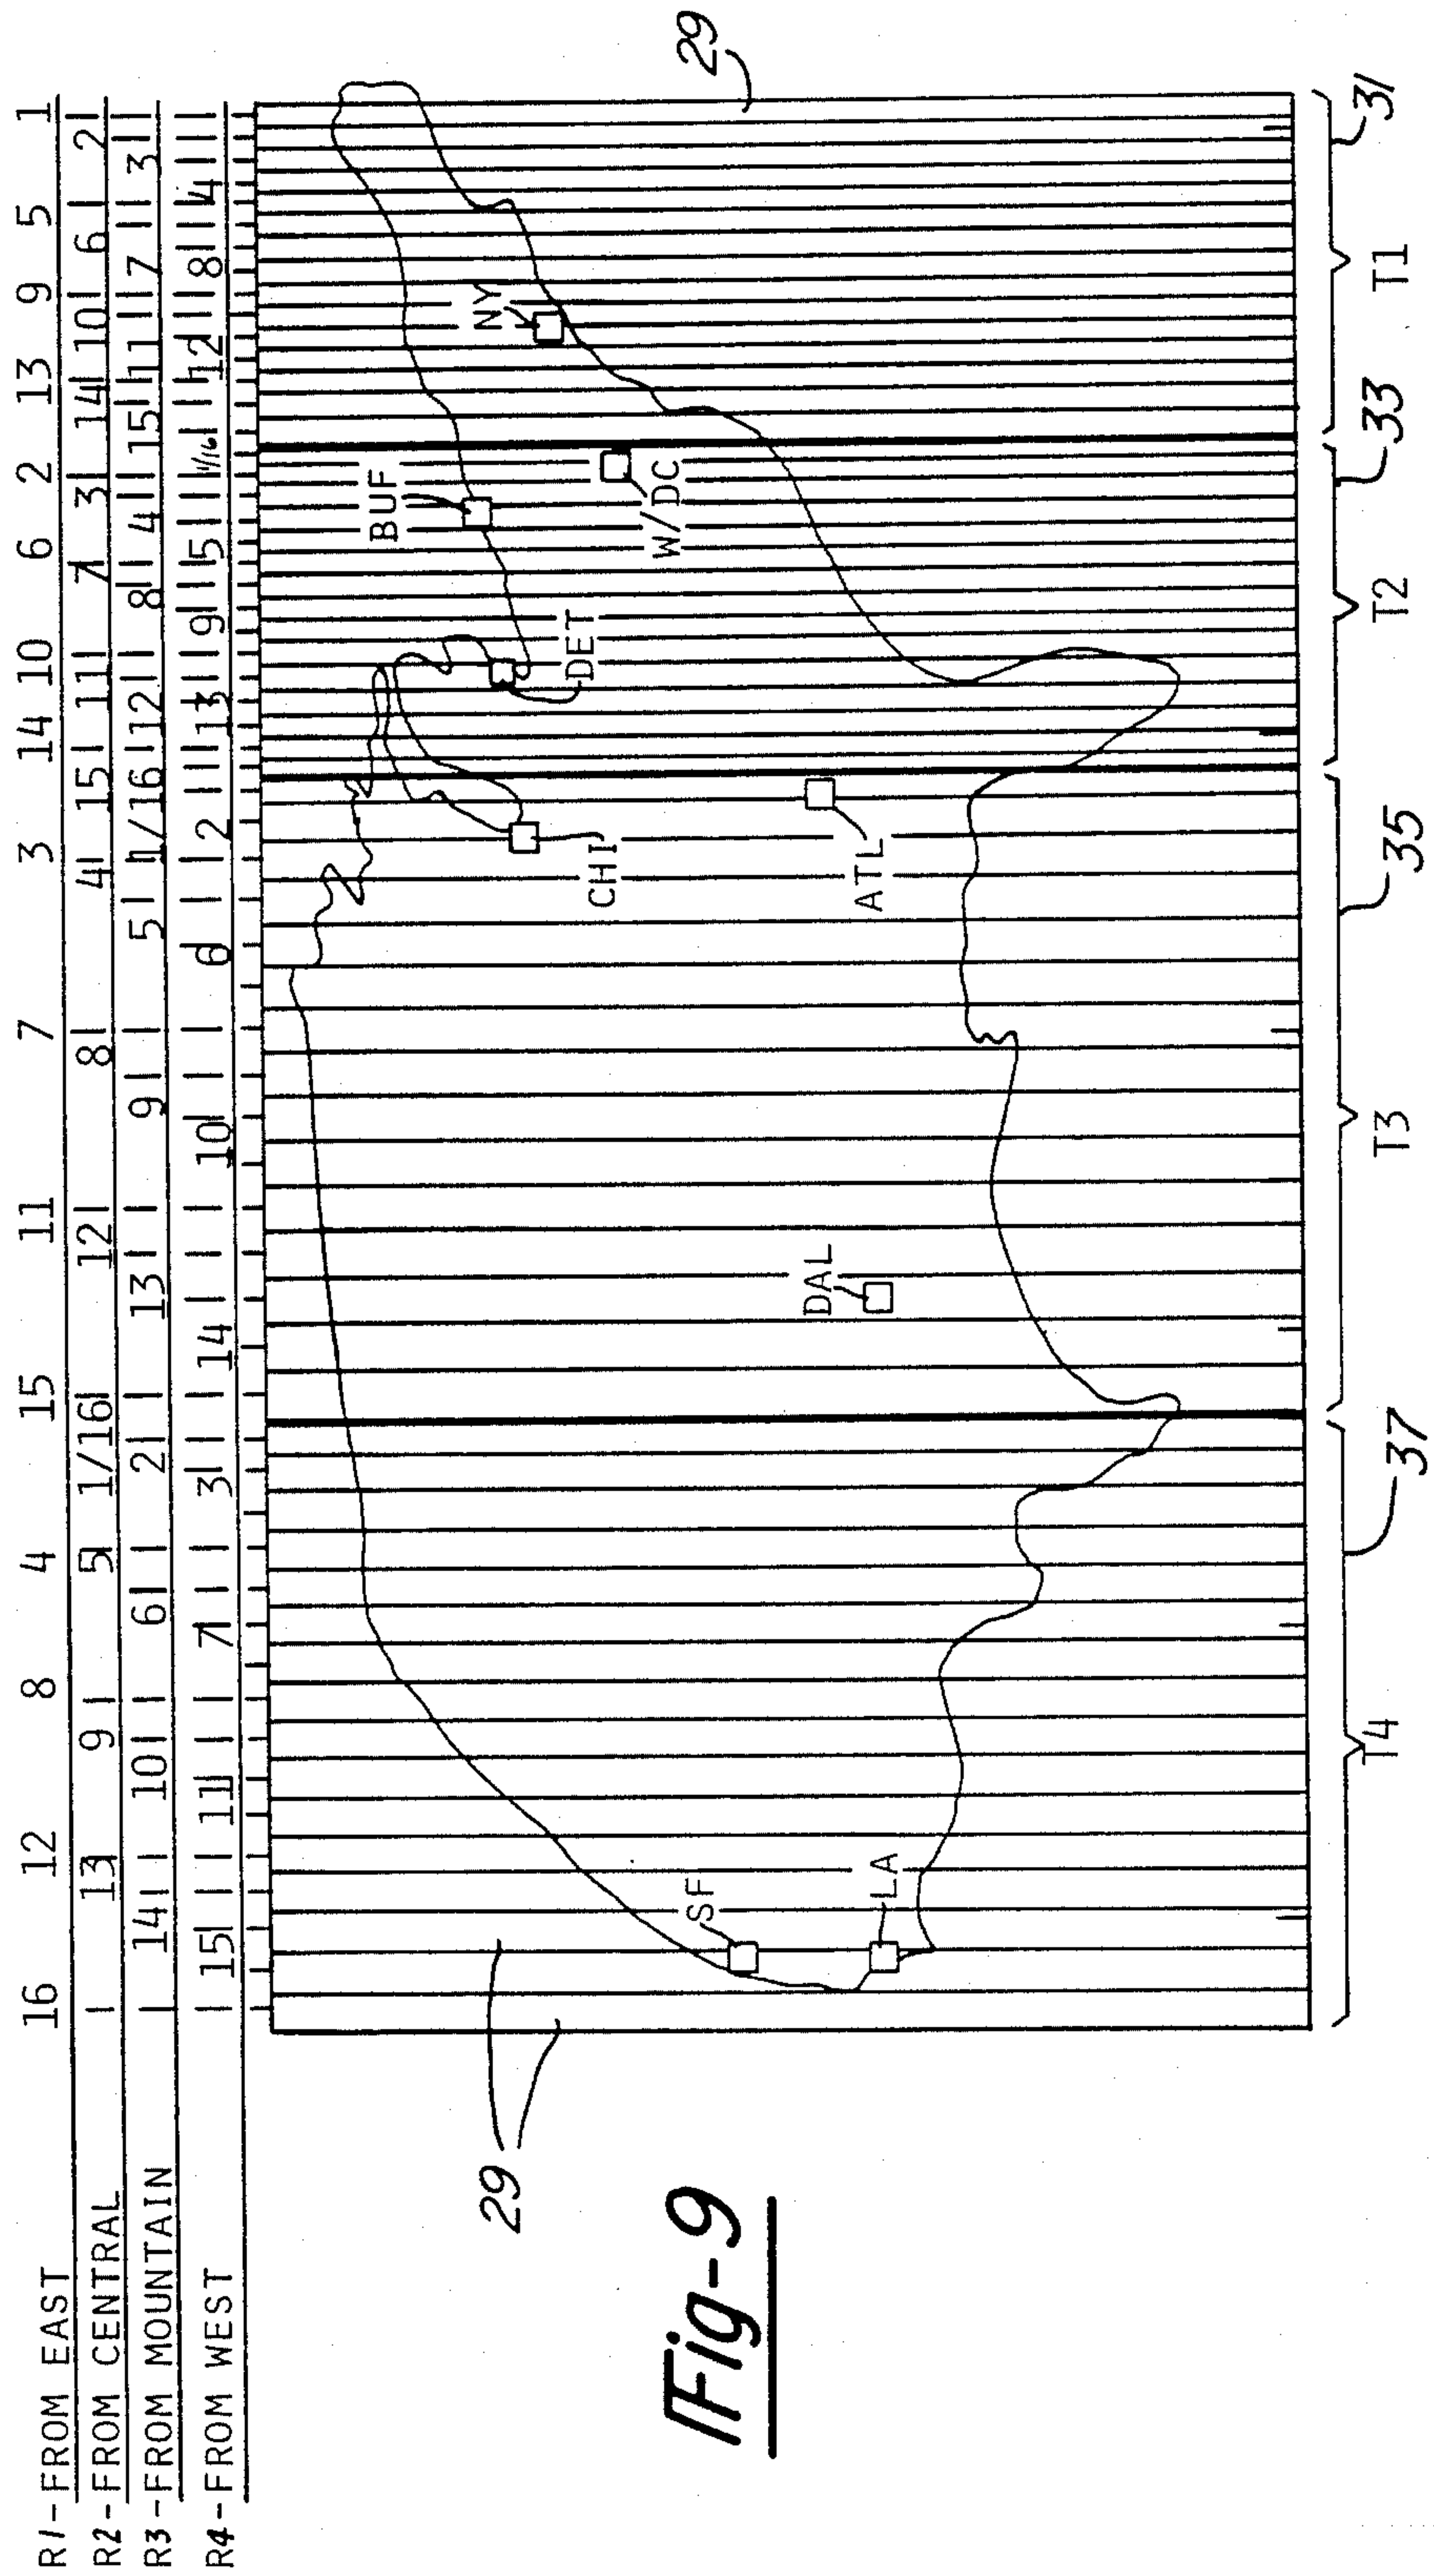 R1-FROM EAST 16 12 8 4 15 11 7 3 14 10 6 2 13 9 5 1
R2-FROM CENTRAL 13 9 5 1/16 12 8 4 15 11 7 3 14 10 6 2
R3-FROM MOUNTAIN 14 10 6 2 13 9 5 1/16 12 8 4 15 11 7 3
R4-FROM WEST 15 11 7 3 14 10 6 2 13 9 5 1/16 12 8 4
BUF
NY
29
DET
CHI
W/DC
SF
29
Fig-9
DAL
ATL
LA
T4 T3 T2 T1
37 35 33 31